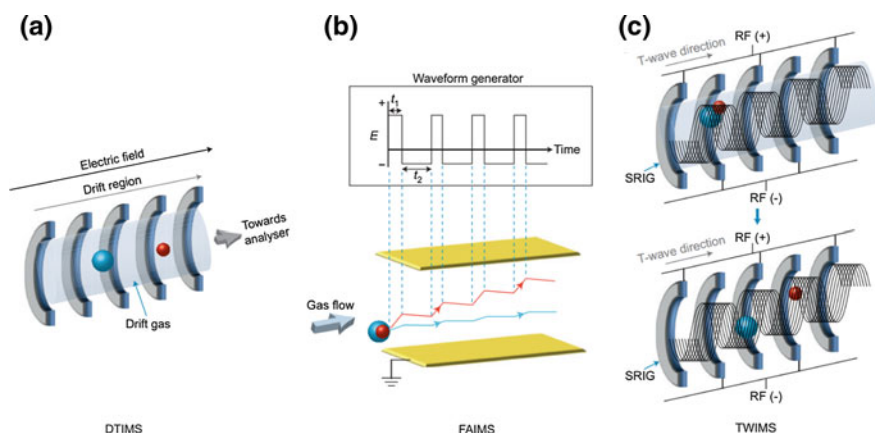 (a)
Electric field
Drift region
Towards
analyser
Drift gas
DTIMS
(b)
Waveform generator
+
t1
E
Time
−
t2
Gas flow
FAIMS
(c)
RF (+)
T-wave direction
SRIG
RF (-)
RF (+)
T-wave direction
SRIG
RF (-)
TWIMS